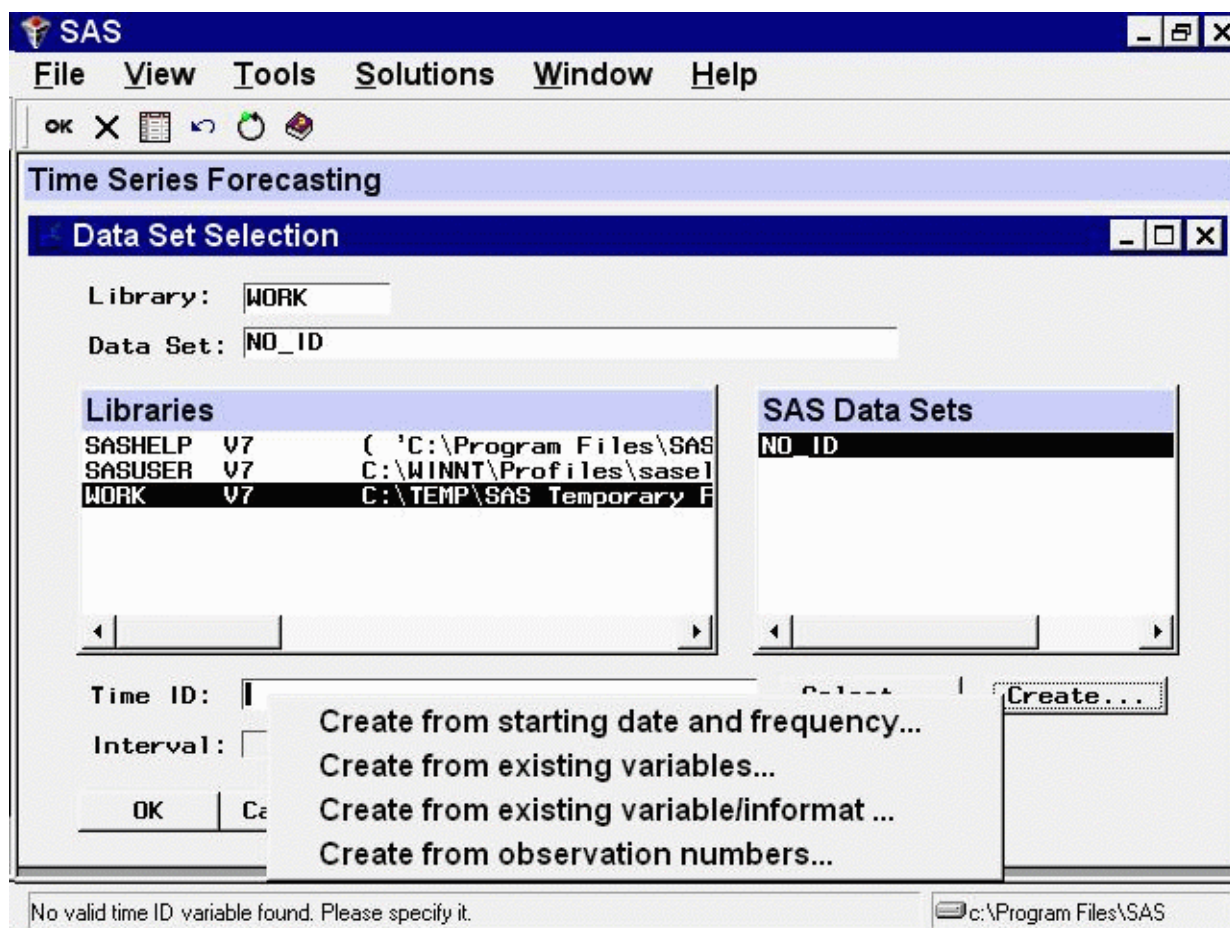 SAS
File View Tools Solutions Window Help
OK
Time Series Forecasting
Data Set Selection
Library: WORK
Data Set: NO_ID
Libraries
SASHELP V7 ( 'C:\Program Files\SAS
SASUSER V7 C:\WINNT\Profiles\sasel
WORK V7 C:\TEMP\SAS Temporary F
SAS Data Sets
NO_ID
Time ID: Create...
Interval:
OK Ca
Create from starting date and frequency...
Create from existing variables...
Create from existing variable/informat ...
Create from observation numbers...
No valid time ID variable found. Please specify it.
c:\Program Files\SAS